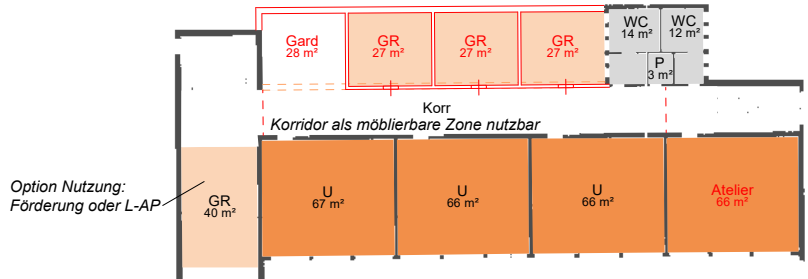 Gard
28 m²
GR
27 m²
GR
27 m²
GR
27 m²
WC
14 m²
WC
12 m²
P
3 m²
Korr
Korridor als möblierbare Zone nutzbar
Option Nutzung:
Förderung oder L-AP
GR
40 m²
U
67 m²
U
66 m²
U
66 m²
Atelier
66 m²